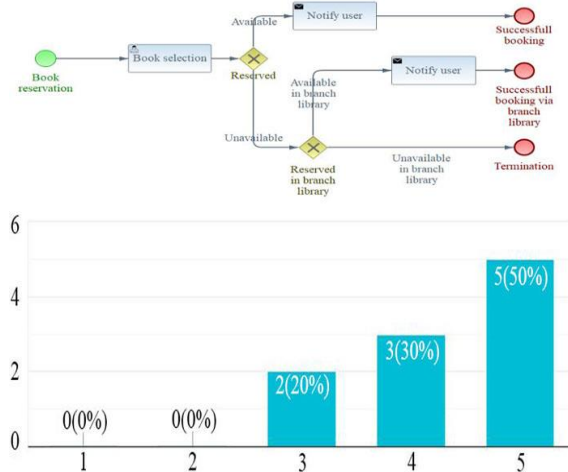 Available
Notify user
Successfull
booking
Book selection
Book
reservation
Reserved
Available
in branch
library
Notify user
Successfull
booking via
branch
library
Unavailable
Reserved
in branch
library
Unavailable
in branch
library
Termination
6
4
2
0
0(0%)
0(0%)
2(20%)
3(30%)
5(50%)
1
2
3
4
5